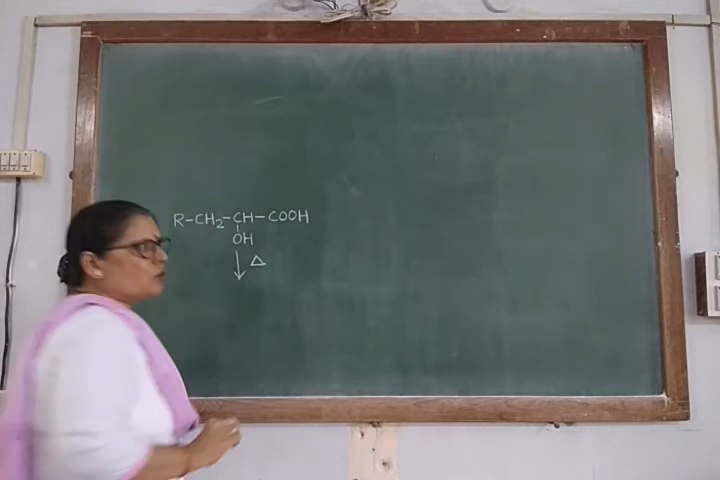 R-CH₂-CH-COOH
OH
↓ Δ